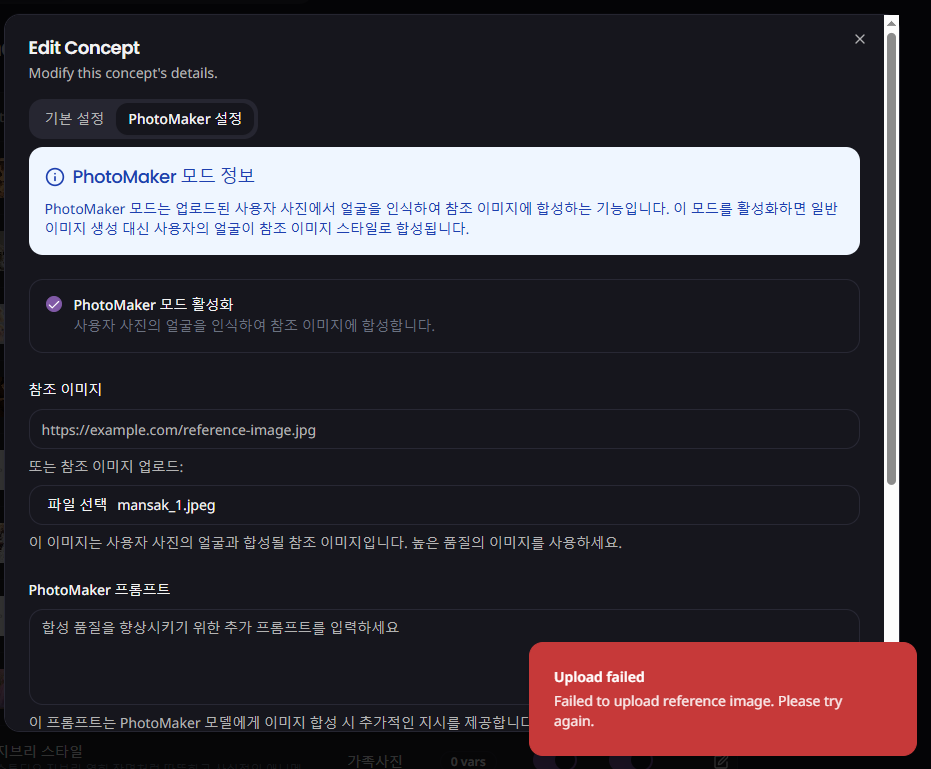 Edit Concept
Modify this concept's details.
기본 설정 PhotoMaker 설정
PhotoMaker 모드 정보
PhotoMaker 모드는 업로드된 사용자 사진에서 얼굴을 인식하여 참조 이미지에 합성하는 기능입니다. 이 모드를 활성화하면 일반
이미지 생성 대신 사용자의 얼굴이 참조 이미지 스타일로 합성됩니다.
PhotoMaker 모드 활성화
사용자 사진의 얼굴을 인식하여 참조 이미지에 합성합니다.
참조 이미지
https://example.com/reference-image.jpg
또는 참조 이미지 업로드:
파일 선택 mansak_1.jpeg
이 이미지는 사용자 사진의 얼굴과 합성될 참조 이미지입니다. 높은 품질의 이미지를 사용하세요.
PhotoMaker 프롬프트
합성 품질을 향상시키기 위한 추가 프롬프트를 입력하세요
Upload failed
Failed to upload reference image. Please try
again.
이 프롬프트는 PhotoMaker 모델에게 이미지 합성 시 추가적인 지시를 제공합니다
지브리 스타일
가족사진 0 vars